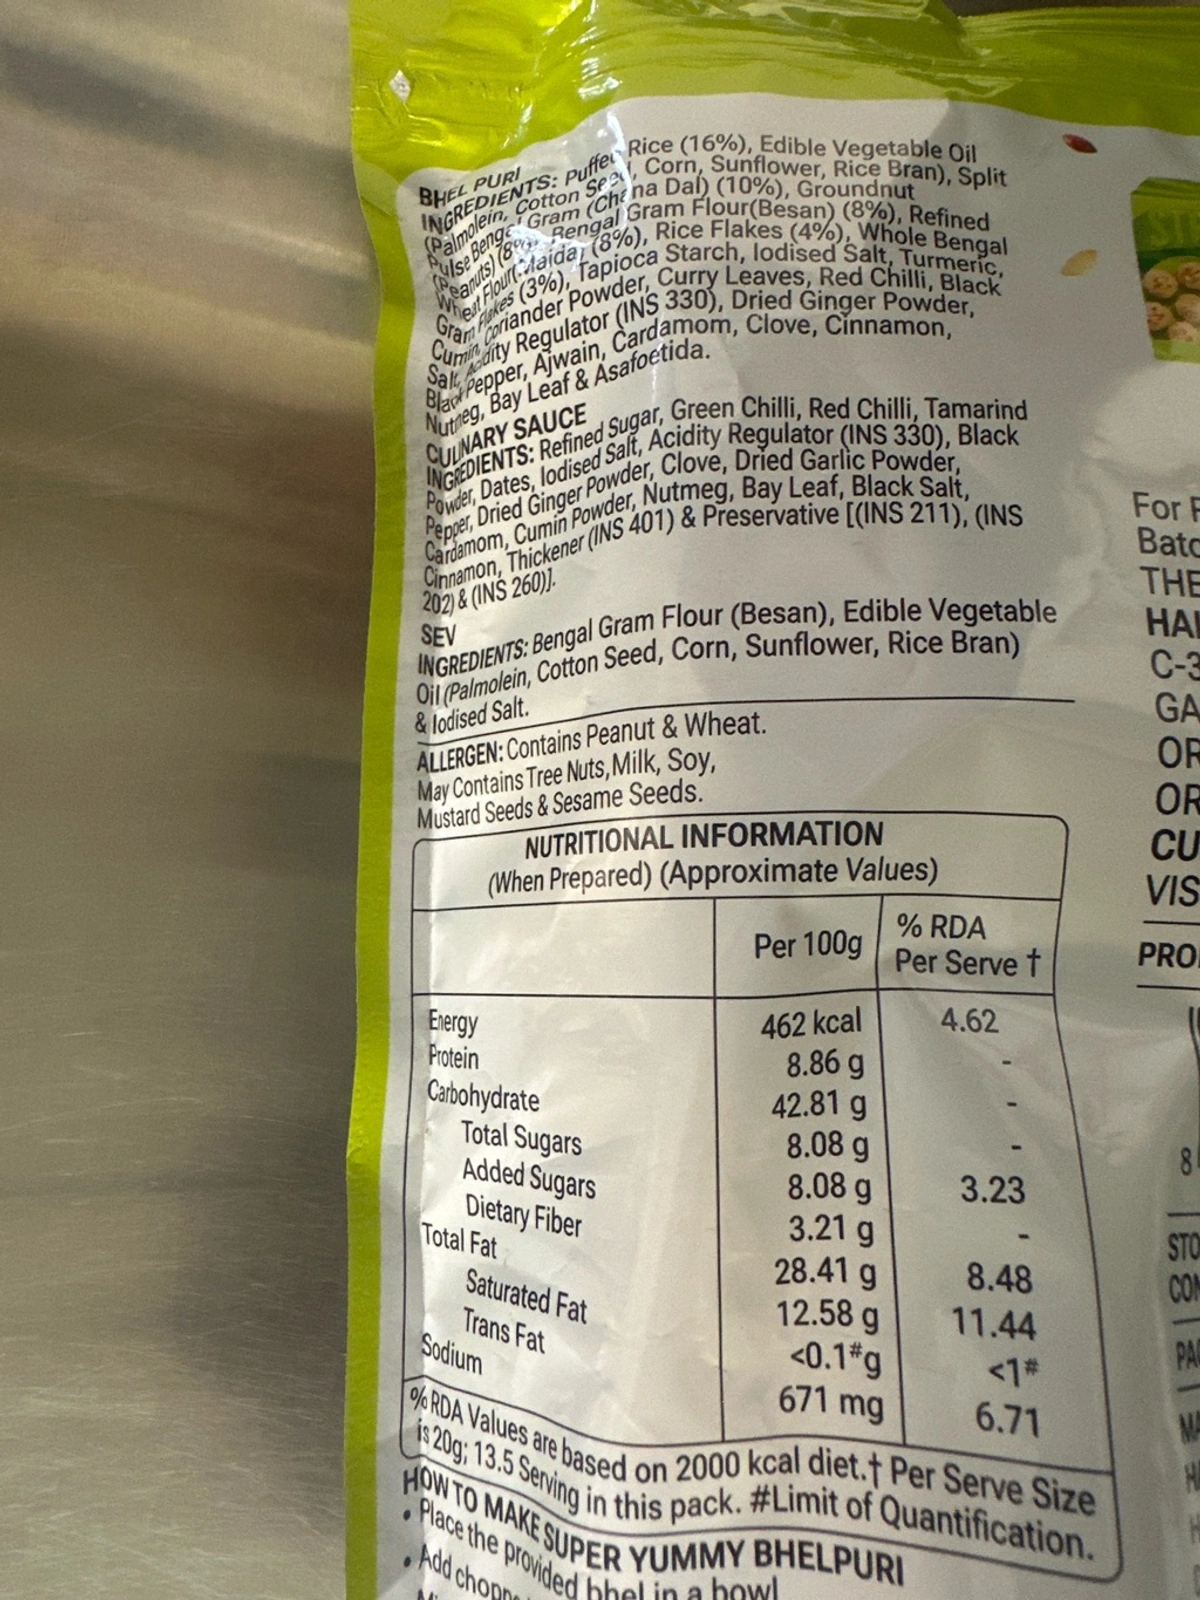 BHEL PURI
INGREDIENTS: Puffed Rice (16%), Edible Vegetable Oil
(Palmolein, Cotton Seed, Corn, Sunflower, Rice Bran), Split
Pulse Bengal Gram (Chana Dal) (10%), Groundnut
(Peanuts) (8%), Bengal Gram Flour(Besan) (8%), Refined
Wheat Flour(Maida) (8%), Rice Flakes (4%), Whole Bengal
Gram Flakes (3%), Tapioca Starch, Iodised Salt, Turmeric,
Cumin, Coriander Powder, Curry Leaves, Red Chilli, Black
Salt, Acidity Regulator (INS 330), Dried Ginger Powder,
Black Pepper, Ajwain, Cardamom, Clove, Cinnamon,
Nutmeg, Bay Leaf & Asafoetida.
CULINARY SAUCE
INGREDIENTS: Refined Sugar, Green Chilli, Red Chilli, Tamarind
Powder, Dates, Iodised Salt, Acidity Regulator (INS 330), Black
Pepper, Dried Ginger Powder, Clove, Dried Garlic Powder,
Cardamom, Cumin Powder, Nutmeg, Bay Leaf, Black Salt,
Cinnamon, Thickener (INS 401) & Preservative [(INS 211), (INS
202) & (INS 260)].
SEV
INGREDIENTS: Bengal Gram Flour (Besan), Edible Vegetable
Oil (Palmolein, Cotton Seed, Corn, Sunflower, Rice Bran)
& Iodised Salt.
ALLERGEN: Contains Peanut & Wheat.
May Contains Tree Nuts, Milk, Soy,
Mustard Seeds & Sesame Seeds.
NUTRITIONAL INFORMATION
(When Prepared) (Approximate Values)
Per 100g % RDA Per Serve †
Energy 462 kcal 4.62
Protein 8.86 g -
Carbohydrate 42.81 g -
Total Sugars 8.08 g -
Added Sugars 8.08 g 3.23
Dietary Fiber 3.21 g -
Total Fat 28.41 g 8.48
Saturated Fat 12.58 g 11.44
Trans Fat <0.1#g <1#
Sodium 671 mg 6.71
% RDA Values are based on 2000 kcal diet.† Per Serve Size
is 20g; 13.5 Serving in this pack. #Limit of Quantification.
HOW TO MAKE SUPER YUMMY BHELPURI
• Place the provided bhel in a bowl
• Add
For
THE
C-3